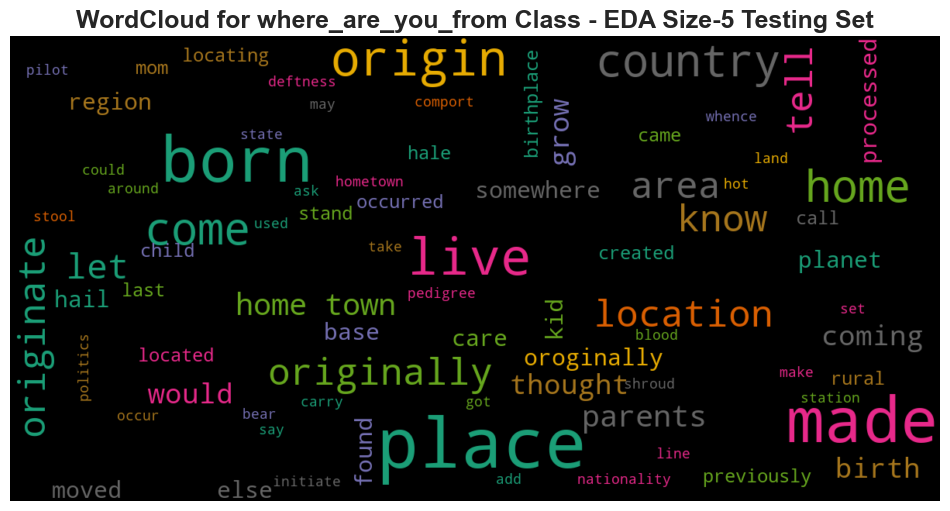 WordCloud for where_are_you_from Class - EDA Size-5 Testing Set
pilot
mom
locating
origin
country
tell
processed
region
deftness
may
comport
birthplace
grow
whence
state
born
hale
came
land
could
around
ask
hometown
occurred
somewhere
area
hot
home
stool
come
used
stand
know
call
child
take
live
created
planet
originate
let
hail
last
home town
pedigree
kid
location
set
coming
base
care
blood
located
politics
originally
oroginally
thought
shroud
make
rural
would
carry
got
station
occur
bear
say
found
place
parents
made
line
birth
moved
else
initiate
add
nationality
previously